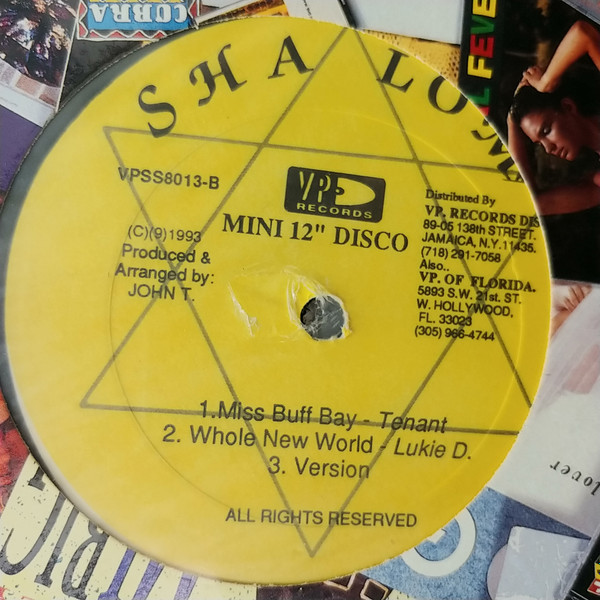 COBRA
SHALOM
VPSS8013-B
VP
RECORDS
MINI 12" DISCO
(C)(9)1993
Produced &
Arranged by:
JOHN T.
Distributed By
VP. RECORDS DIS
89-05 138th STREET.
JAMAICA, N.Y.11435.
(718) 291-7058
Also..
VP. OF FLORIDA.
5893 S.W. 21st. ST.
W. HOLLYWOOD,
FL. 33023
(305) 966-4744
1.Miss Buff Bay - Tenant
2. Whole New World - Lukie D.
3. Version
ALL RIGHTS RESERVED
FEVE
lover